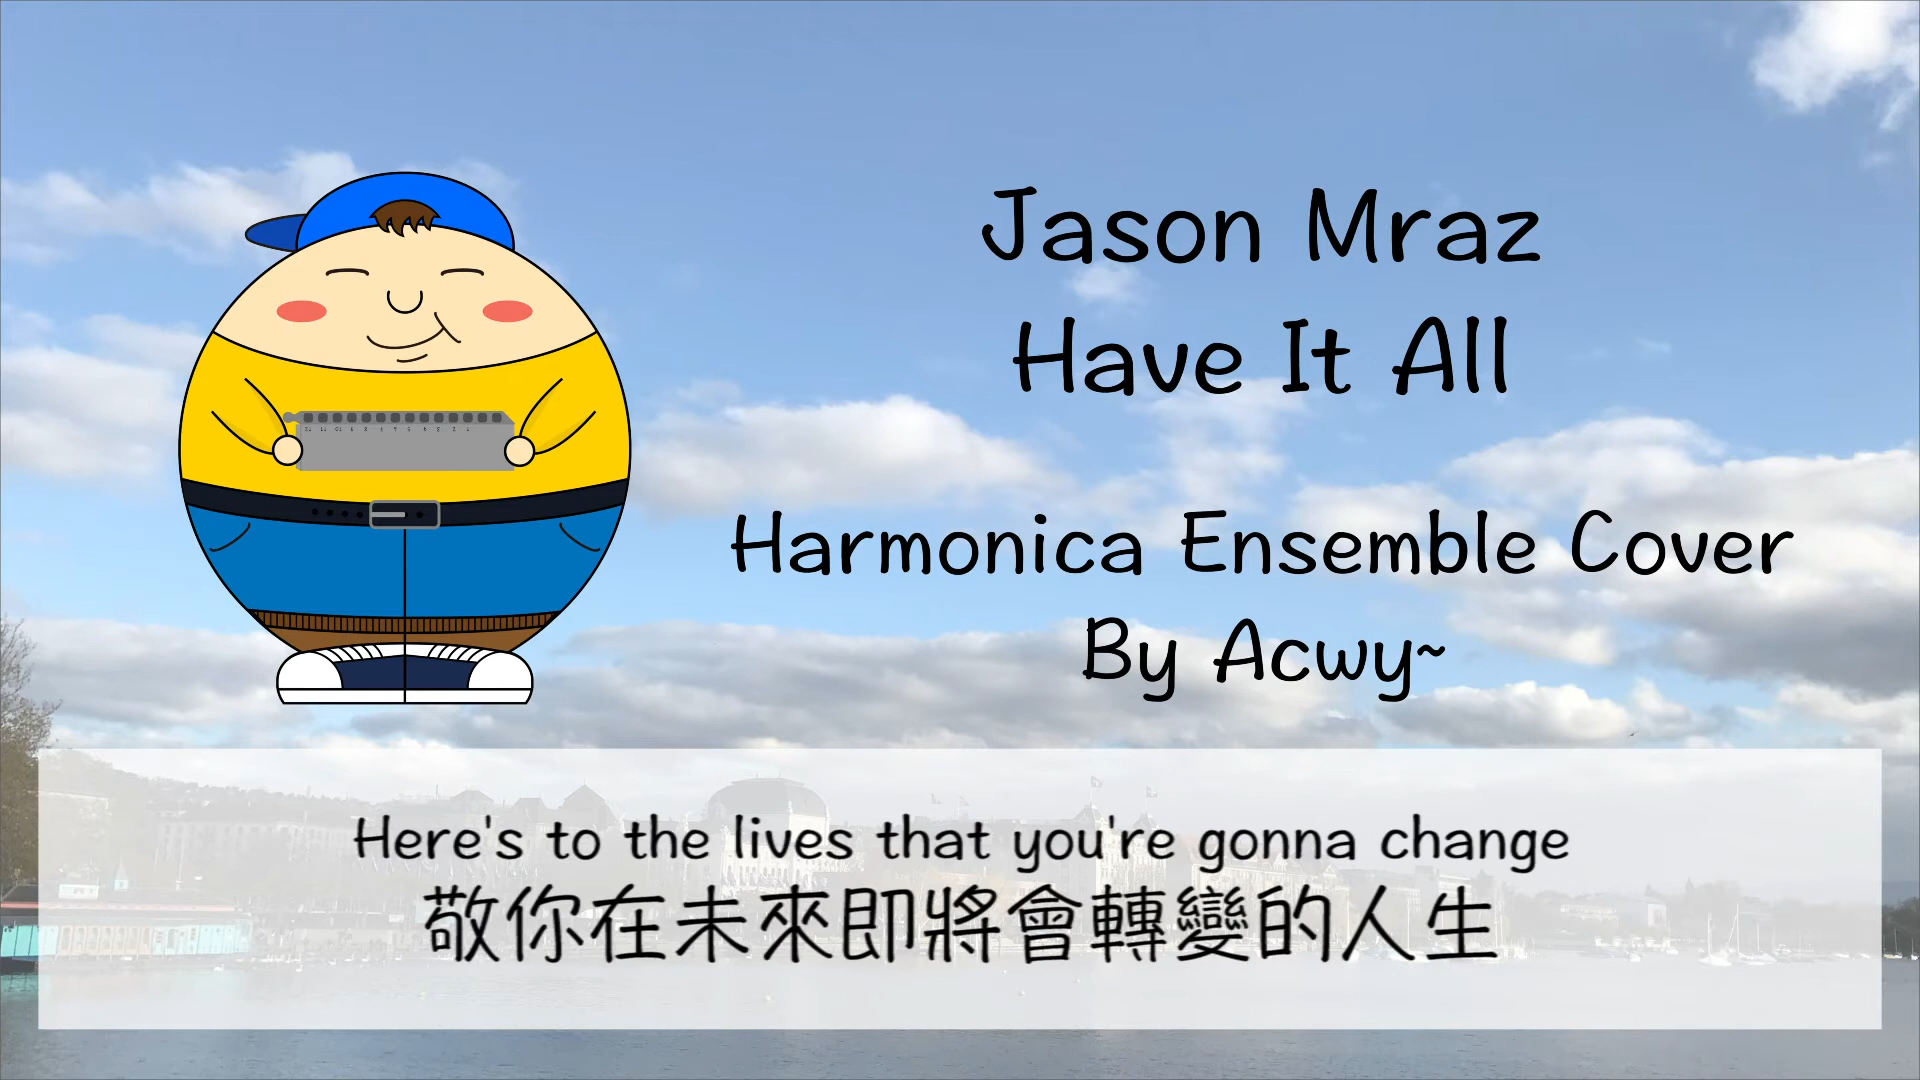 Jason Mraz
Have It All
Harmonica Ensemble Cover
By Acwy~
Here's to the lives that you're gonna change
敬你在未來即將會轉變的人生